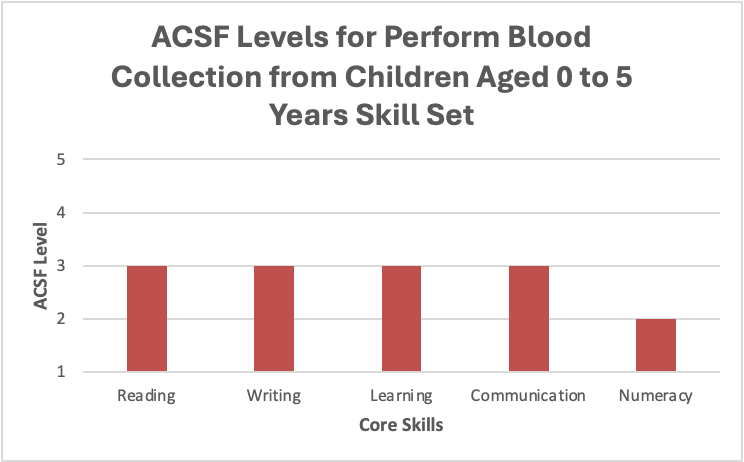 ACSF Levels for Perform Blood
Collection from Children Aged 0 to 5
Years Skill Set
5
4
3
2
1
ACSF Level
Reading
Writing
Learning
Communication
Numeracy
Core Skills